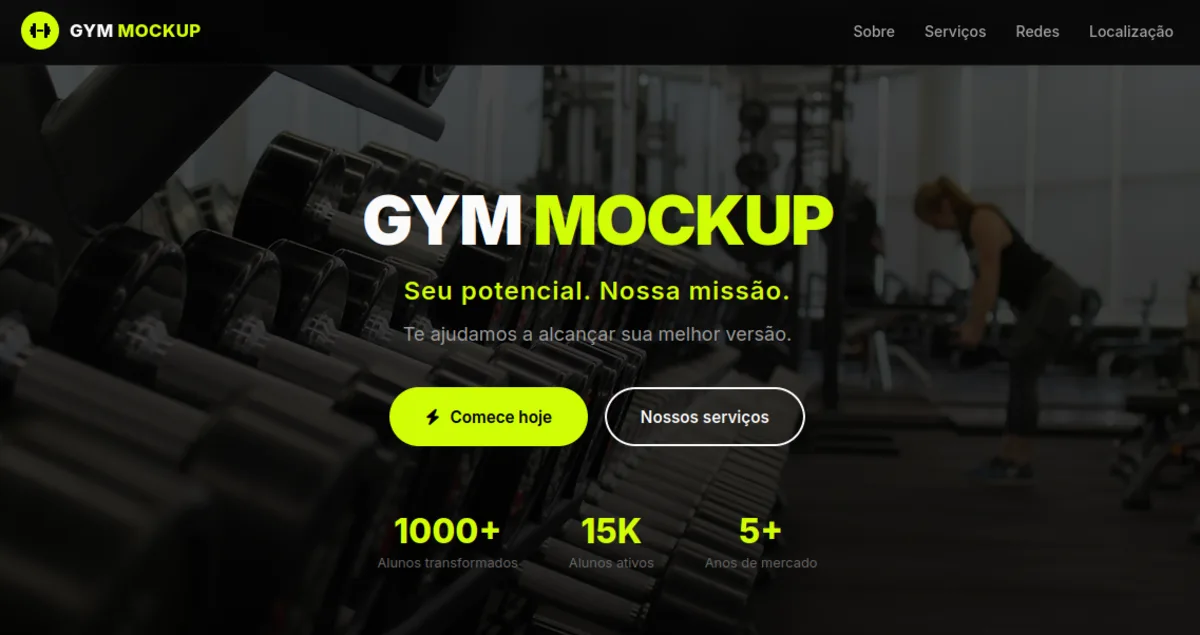 GYM MOCKUP
Sobre Serviços Redes Localização
GYM MOCKUP
Seu potencial. Nossa missão.
Te ajudamos a alcançar sua melhor versão.
Comece hoje
Nossos serviços
1000+ 15K 5+
Alunos transformados Alunos ativos Anos de mercado